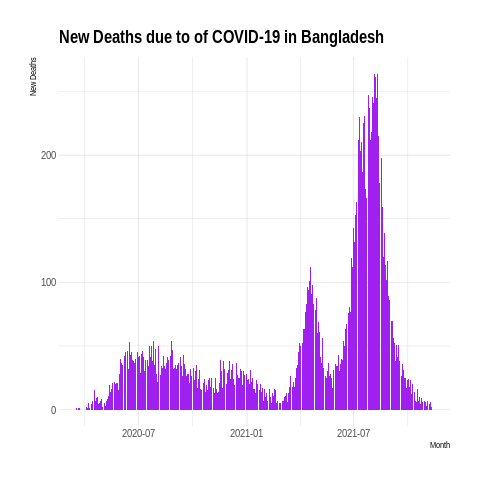 New Deaths due to of COVID-19 in Bangladesh
New Deaths
200
100
0
2020-07 2021-01 2021-07
Month